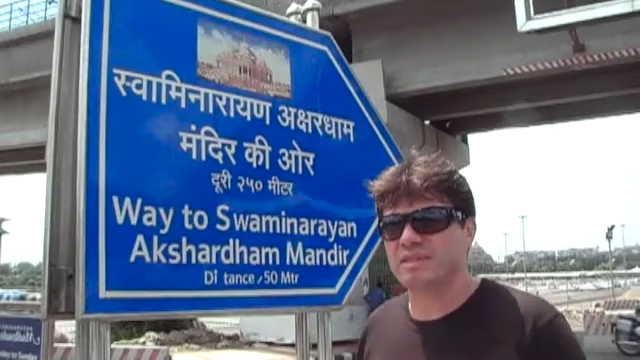 स्वामिनारायण अक्षरधाम
मंदिर की ओर
दूरी २५० मीटर
Way to Swaminarayan
Akshardham Mandir
Di tance 50 Mtr